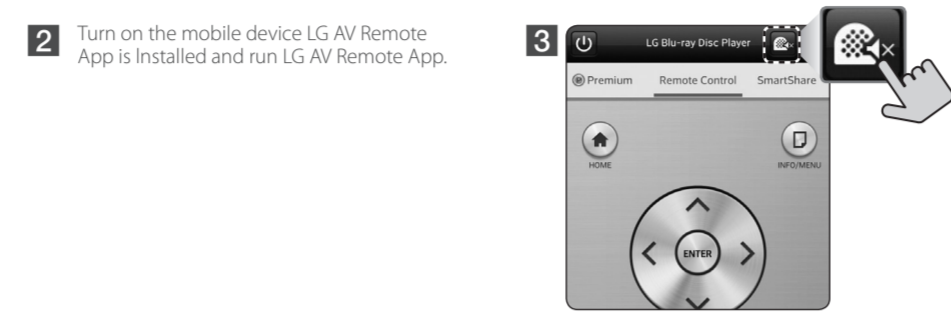 2
Turn on the mobile device LG AV Remote
App is Installed and run LG AV Remote App.
3
LG Blu-ray Disc Player
Premium Remote Control SmartShare
HOME
INFO/MENU
ENTER